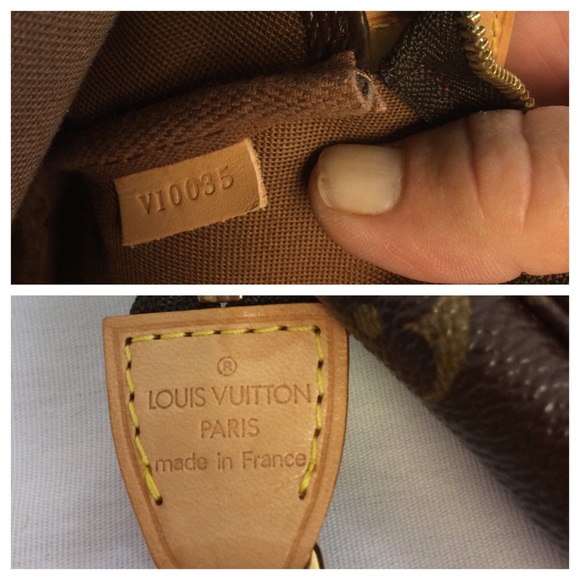 VI0035
®
LOUIS VUITTON
PARIS
made in France